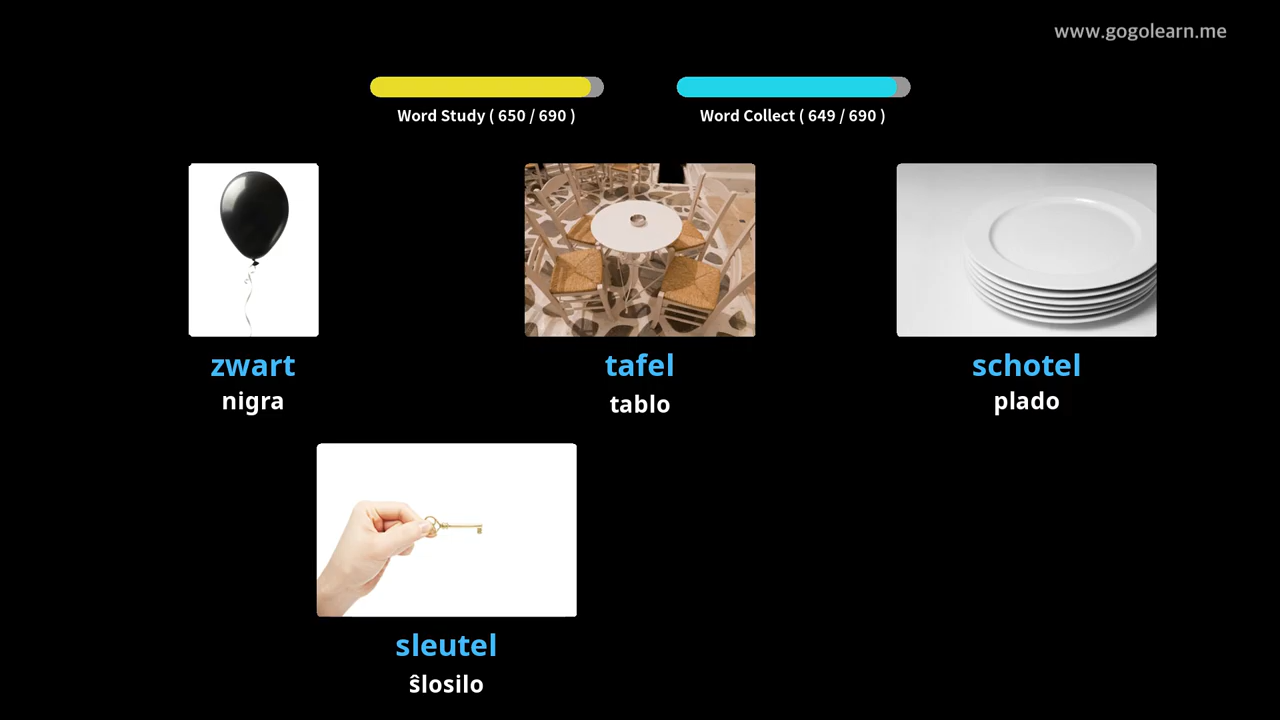 www.gogolearn.me
Word Study ( 650 / 690 )
Word Collect ( 649 / 690 )
zwart
nigra
tafel
tablo
schotel
plado
sleutel
ŝlosilo